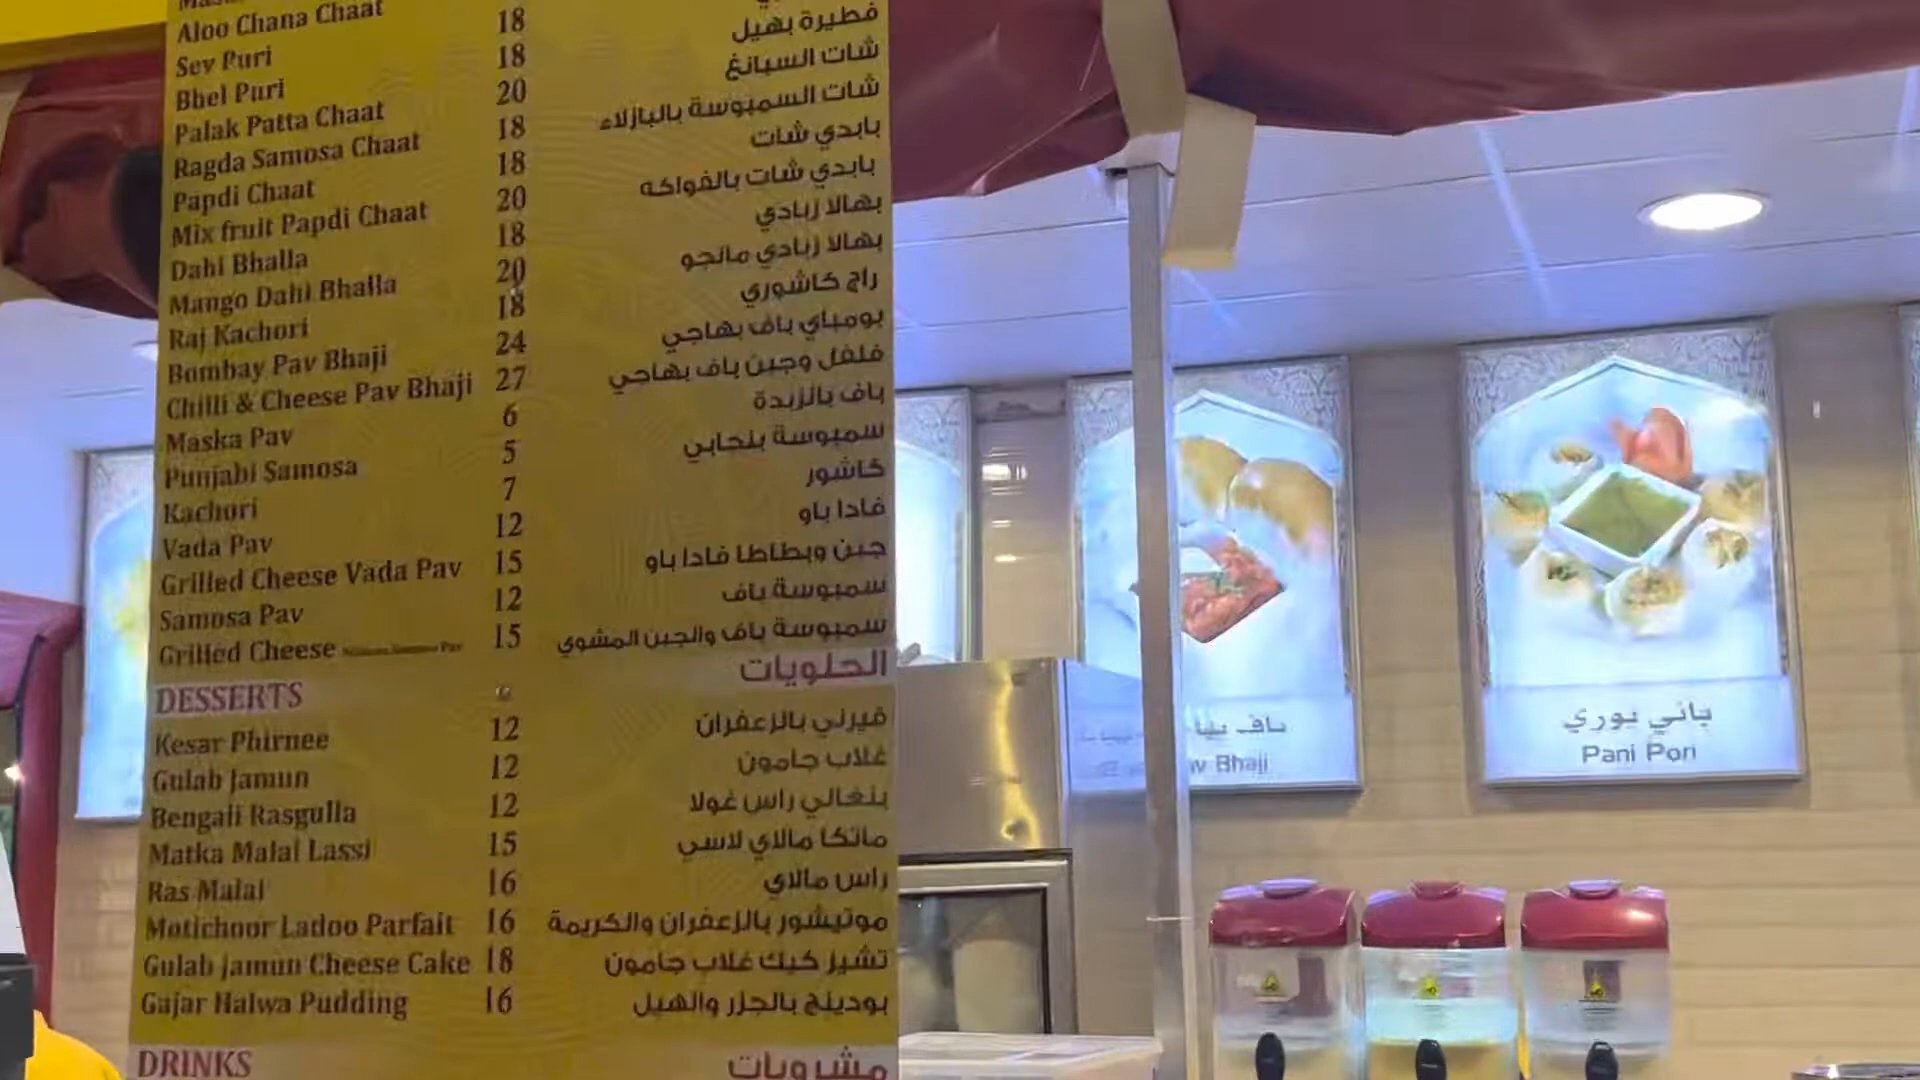 Aloo Chana Chaat 18
Sev Puri 18 فطيرة بهيل
Bhel Puri 20 شات السبانغ
Palak Patta Chaat 18 شات السمبوسة بالبازلاء
Ragda Samosa Chaat 18 بابدي شات
Papdi Chaat 20 بابدي شات بالفواكه
Mix fruit Papdi Chaat 18 بهالا زبادي
Dahi Bhalla 20 بهالا زبادي مانجو
Mango Dahi Bhalla 18 راج كاشوري
Raj Kachori 24 بومباي باف بهاجي
Bombay Pav Bhaji 27 فلفل وجبن باف بهاجي
Chilli & Cheese Pav Bhaji 6 باف بالزبدة
Maska Pav 5 سمبوسة بنجابي
Punjabi Samosa 7 كاشور
Kachori 12 فادا باو
Vada Pav 15 جبن وبطاطا فادا باو
Grilled Cheese Vada Pav 12 سمبوسة باف
Samosa Pav 15 سمبوسة باف والجبن المشوي
Grilled Cheese Samosa Pav
DESSERTS الحلويات
Kesar Phirnee 12 فيرني بالزعفران
Gulab Jamun 12 غلاب جامون
Bengali Rasgulla 12 بنغالي راس غولا
Matka Malai Lassi 15 ماتكا مالاي لاسي
Ras Malai 16 راس مالاي
Motichoor Ladoo Parfait 16 موتيشور بالزعفران والكريمة
Gulab Jamun Cheese Cake 18 تشيز كيك غلاب جامون
Gajar Halwa Pudding 16 بودينج بالجزر والهيل
DRINKS مشروبات
باف
Bhaji
باني بوري
Pani Pori